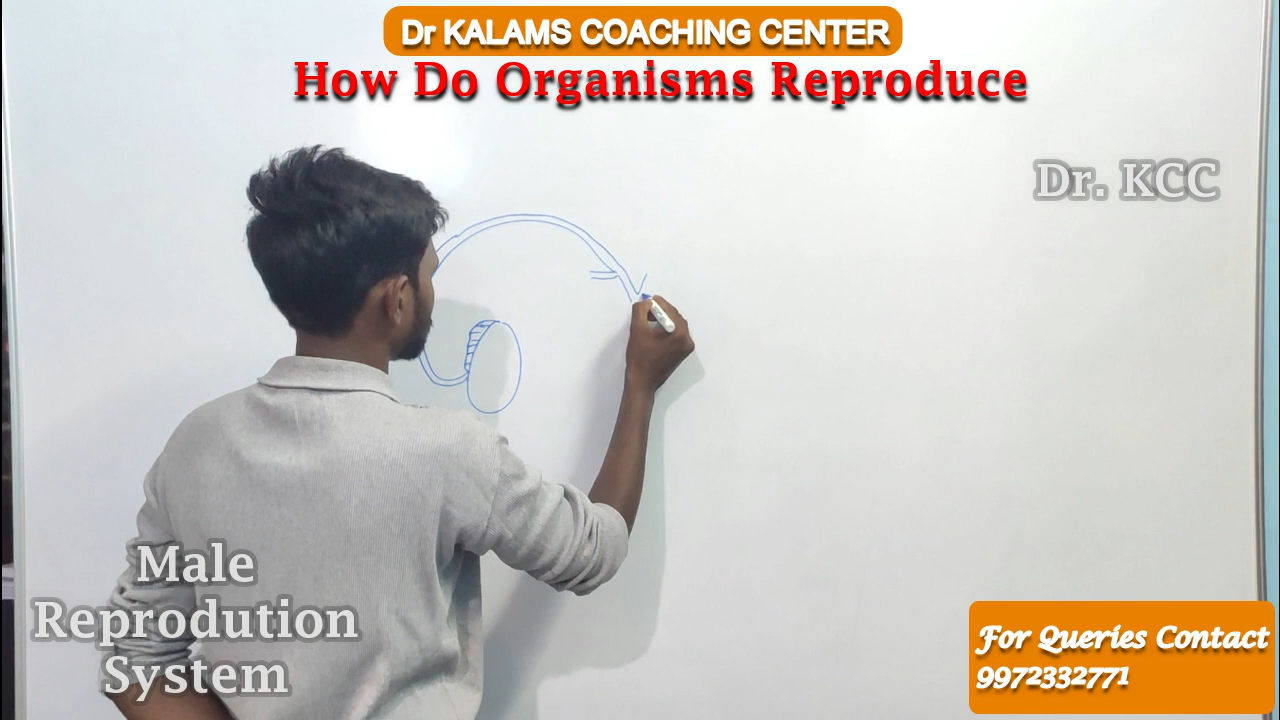 Dr KALAMS COACHING CENTER
How Do Organisms Reproduce
Dr. KCC
Male
Reprodution
System
For Queries Contact
9972332771